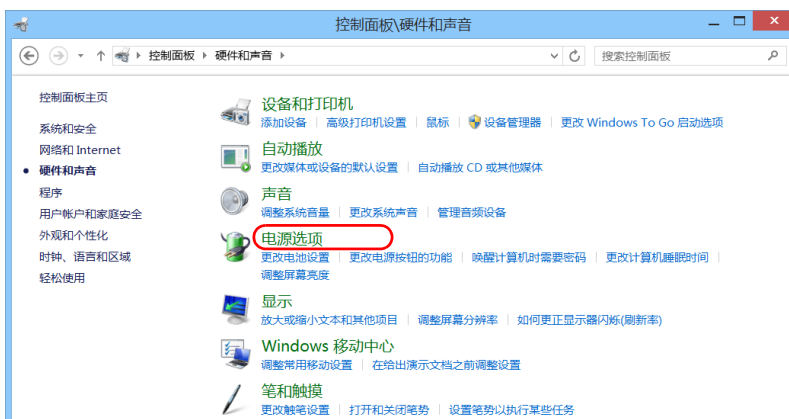 控制面板\硬件和声音
控制面板 硬件和声音
搜索控制面板
控制面板主页
系统和安全
网络和 Internet
硬件和声音
程序
用户帐户和家庭安全
外观和个性化
时钟、语言和区域
轻松使用
设备和打印机
添加设备 | 高级打印机设置 | 鼠标 | 设备管理器 | 更改 Windows To Go 启动选项
自动播放
更改媒体或设备的默认设置 | 自动播放 CD 或其他媒体
声音
调整系统音量 | 更改系统声音 | 管理音频设备
电源选项
更改电池设置 | 更改电源按钮的功能 | 唤醒计算机时需要密码 | 更改计算机睡眠时间 |
调整屏幕亮度
显示
放大或缩小文本和其他项目 | 调整屏幕分辨率 | 如何更正显示器闪烁(刷新率)
Windows 移动中心
调整常用移动设置 | 在给出演示文档之前调整设置
笔和触摸
更改触笔设置 | 打开和关闭笔势 | 设置笔势以执行某些任务